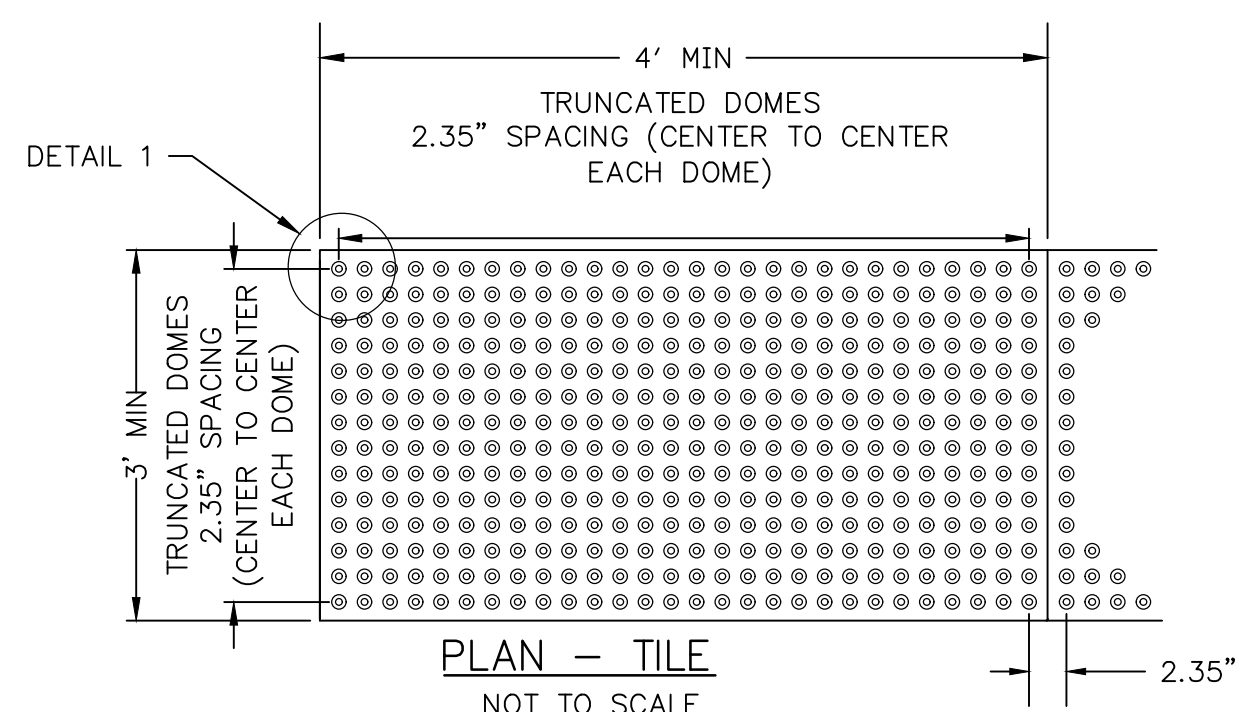 4' MIN
TRUNCATED DOMES
2.35" SPACING (CENTER TO CENTER
EACH DOME)
DETAIL 1
3' MIN
TRUNCATED DOMES
2.35" SPACING
(CENTER TO CENTER
EACH DOME)
PLAN – TILE
NOT TO SCALE
2.35"